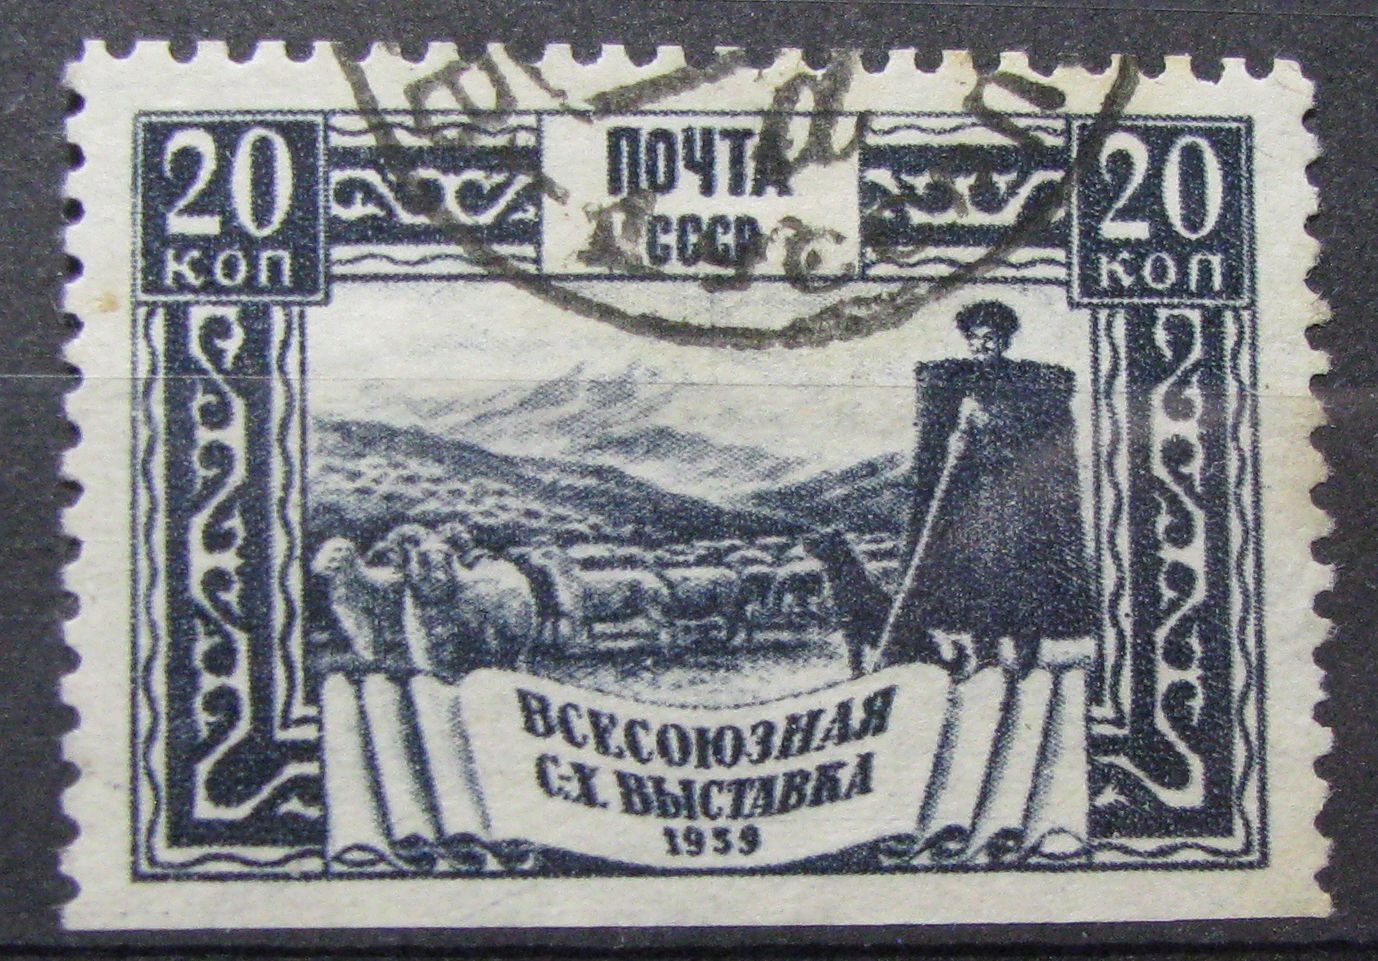 20 КОП
ПОЧТА
СССР
20 КОП
ВСЕСОЮЗНАЯ
С-Х. ВЫСТАВКА
1939